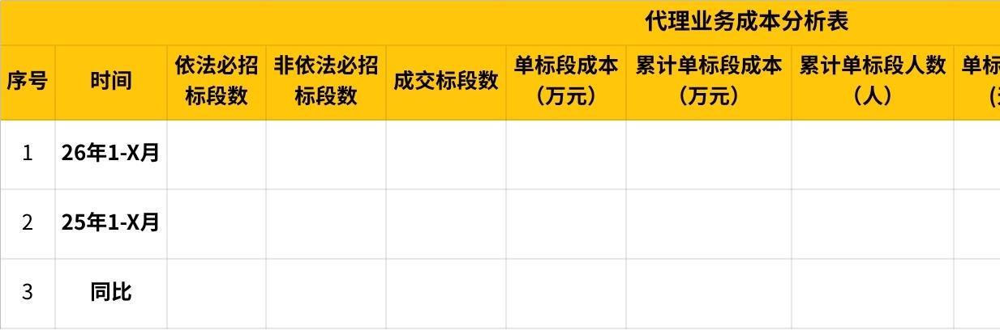 代理业务成本分析表
序号
时间
依法必招
标段数
非依法必招
标段数
成交标段数
单标段成本
（万元）
累计单标段成本
（万元）
累计单标段人数
（人）
单标
1
26年1-X月
2
25年1-X月
3
同比